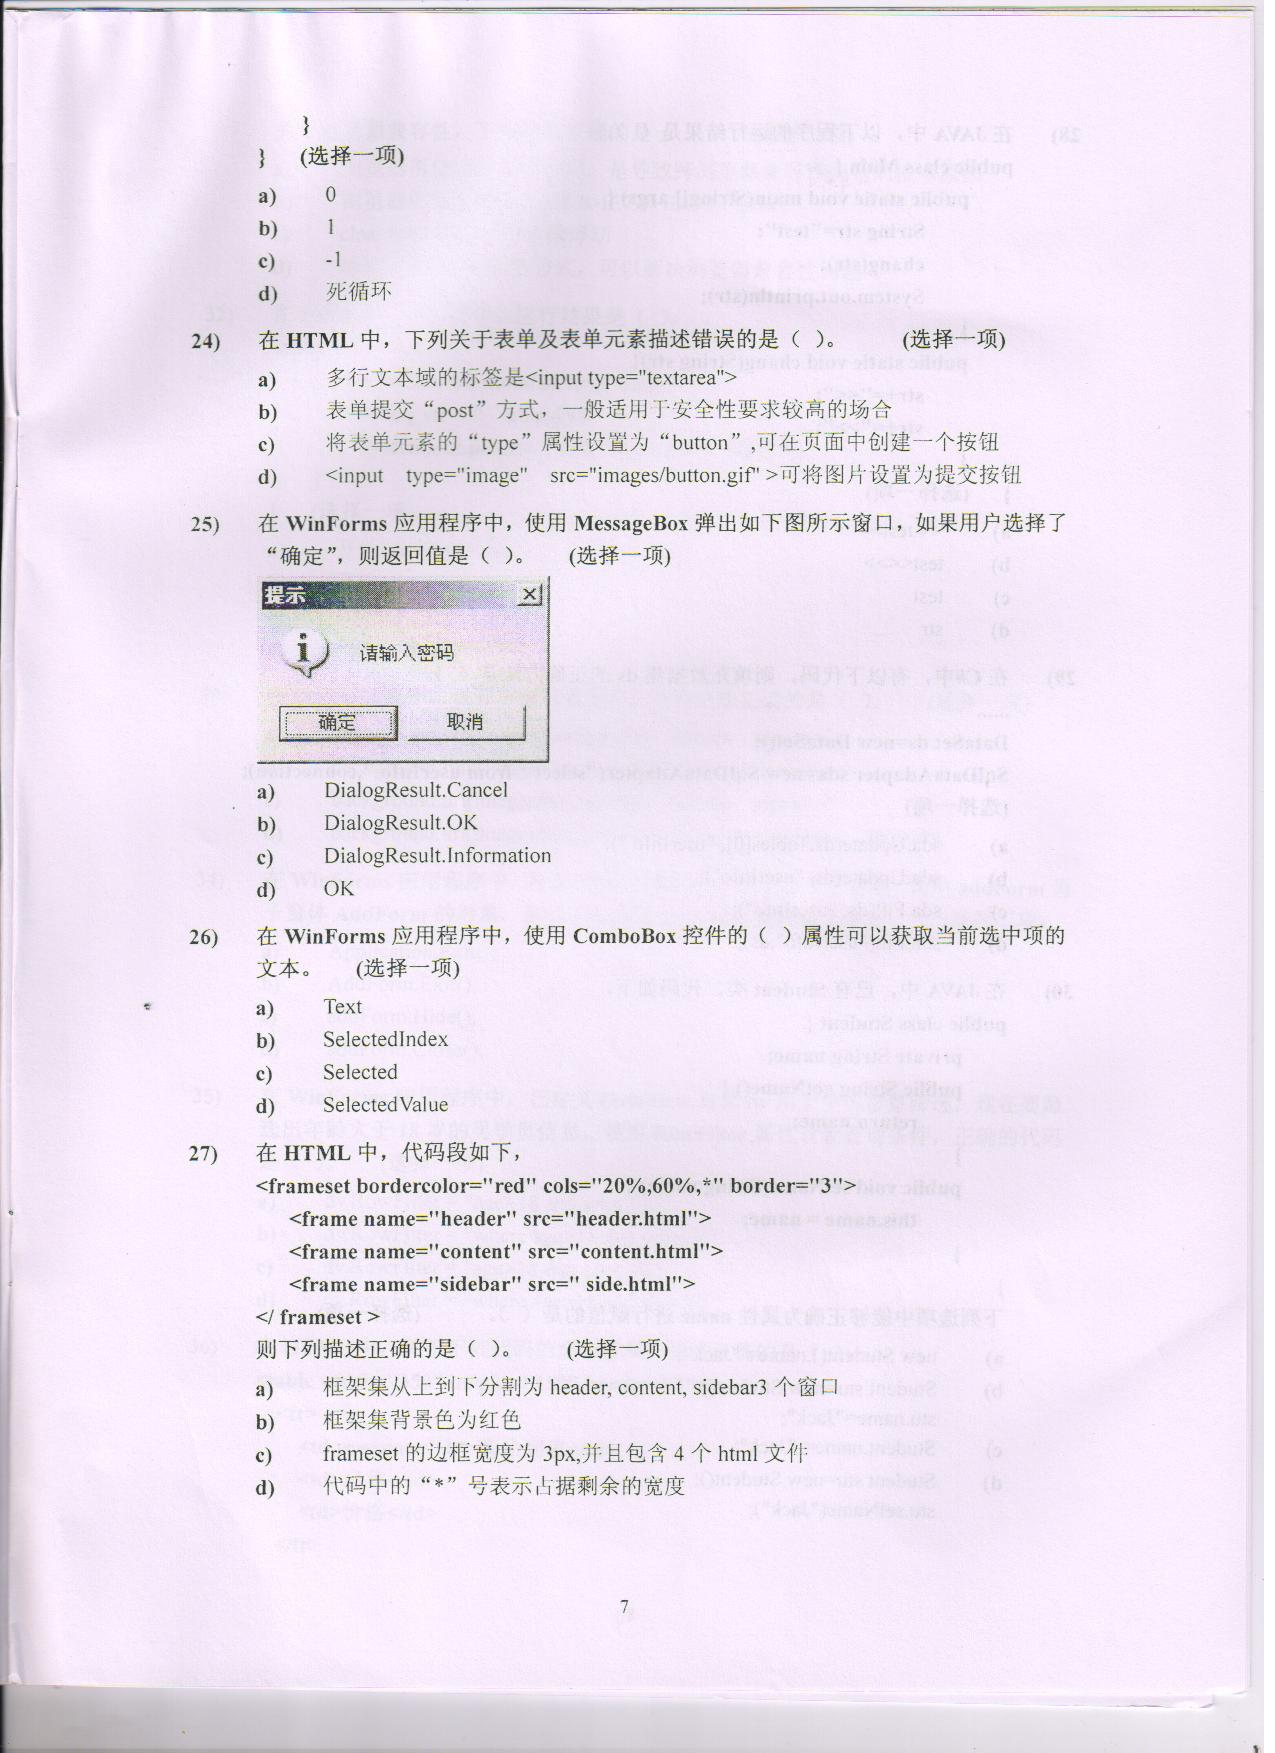 }
} (选择一项)
a) 0
b) 1
c) -1
d) 死循环
24) 在 HTML 中，下列关于表单及表单元素描述错误的是（ ）。 (选择一项)
a) 多行文本域的标签是<input type="textarea">
b) 表单提交“post”方式，一般适用于安全性要求较高的场合
c) 将表单元素的“type”属性设置为“button”,可在页面中创建一个按钮
d) <input type="image" src="images/button.gif" >可将图片设置为提交按钮
25) 在 WinForms 应用程序中，使用 MessageBox 弹出如下图所示窗口，如果用户选择了
“确定”，则返回值是（ ）。 (选择一项)
提示
请输入密码
确定 取消
a) DialogResult.Cancel
b) DialogResult.OK
c) DialogResult.Information
d) OK
26) 在 WinForms 应用程序中，使用 ComboBox 控件的（ ）属性可以获取当前选中项的
文本。 (选择一项)
a) Text
b) SelectedIndex
c) Selected
d) SelectedValue
27) 在 HTML 中，代码段如下，
<frameset bordercolor="red" cols="20%,60%,*" border="3">
<frame name="header" src="header.html">
<frame name="content" src="content.html">
<frame name="sidebar" src=" side.html">
</ frameset >
则下列描述正确的是（ ）。 (选择一项)
a) 框架集从上到下分割为 header, content, sidebar3 个窗口
b) 框架集背景色为红色
c) frameset 的边框宽度为 3px,并且包含 4 个 html 文件
d) 代码中的“*”号表示占据剩余的宽度
7